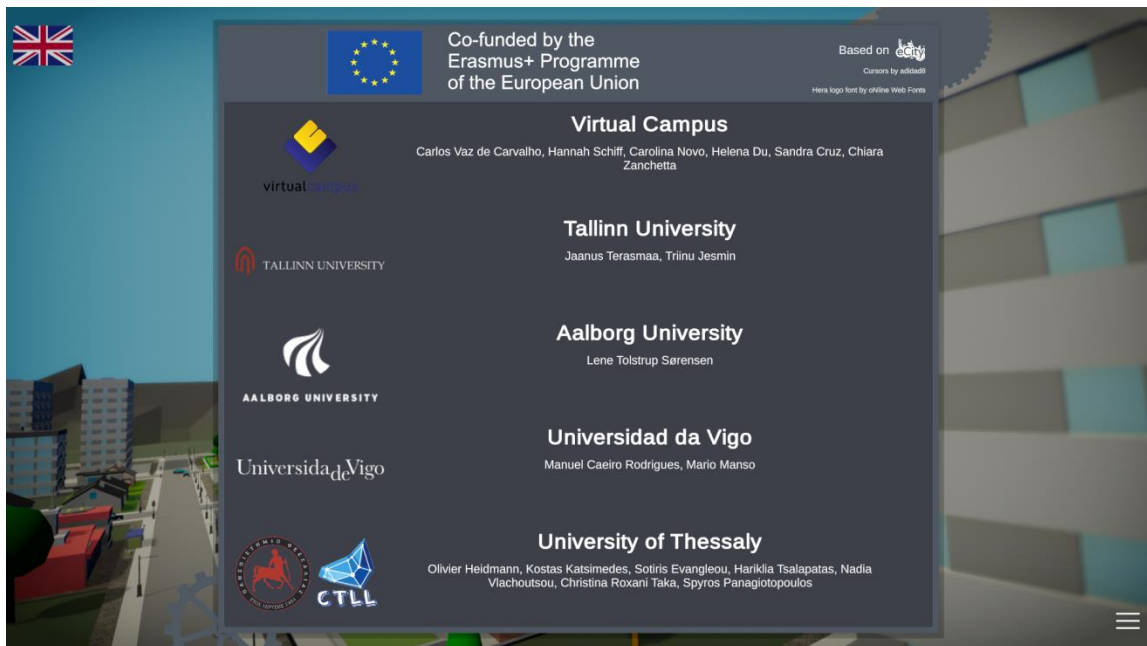 Co-funded by the
Erasmus+ Programme
of the European Union
Based on eCity
Cursors by adidad8
Hera logo font by oNline Web Fonts
Virtual Campus
Carlos Vaz de Carvalho, Hannah Schiff, Carolina Novo, Helena Du, Sandra Cruz, Chiara
Zanchetta
virtual campus
Tallinn University
Jaanus Terasmaa, Triinu Jesmin
TALLINN UNIVERSITY
Aalborg University
Lene Tolstrup Sørensen
AALBORG UNIVERSITY
Universidad da Vigo
Manuel Caeiro Rodrigues, Mario Manso
UniversidadeVigo
University of Thessaly
Olivier Heidmann, Kostas Katsimedes, Sotiris Evangleou, Hariklia Tsalapatas, Nadia
Vlachoutsou, Christina Roxani Taka, Spyros Panagiotopoulos
CTLL